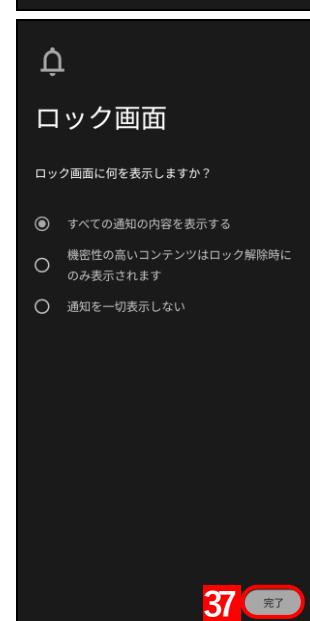 ロック画面
ロック画面に何を表示しますか？
すべての通知の内容を表示する
機密性の高いコンテンツはロック解除時に
のみ表示されます
通知を一切表示しない
37 完了